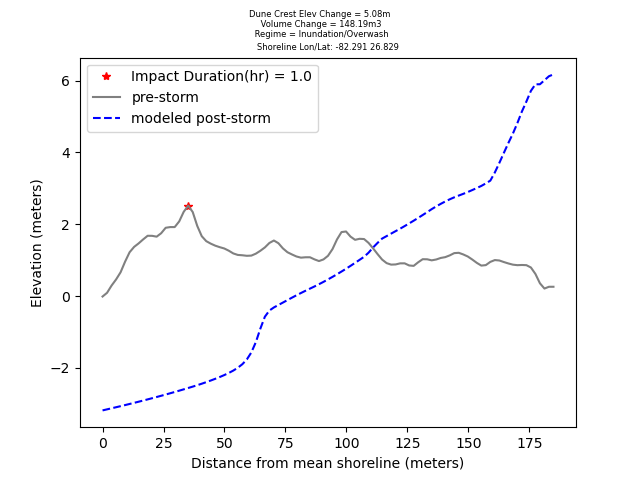 Dune Crest Elev Change = 5.08m
Volume Change = 148.19m3
Regime = Inundation/Overwash
Shoreline Lon/Lat: -82.291 26.829
Impact Duration(hr) = 1.0
pre-storm
modeled post-storm
6
4
2
0
−2
Elevation (meters)
0 25 50 75 100 125 150 175
Distance from mean shoreline (meters)